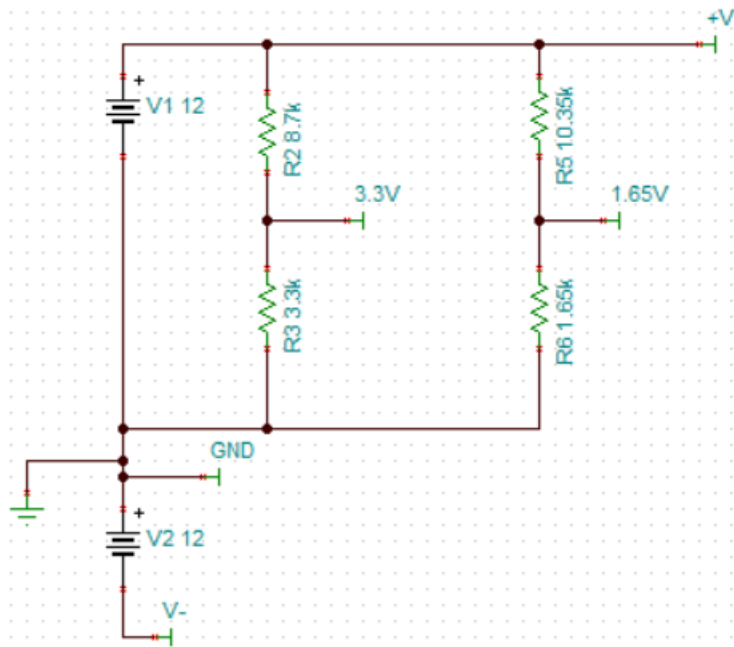 +V
V1 12
R2 8.7k
R5 10.35k
3.3V
1.65V
R3 3.3k
R6 1.65k
GND
V2 12
V-